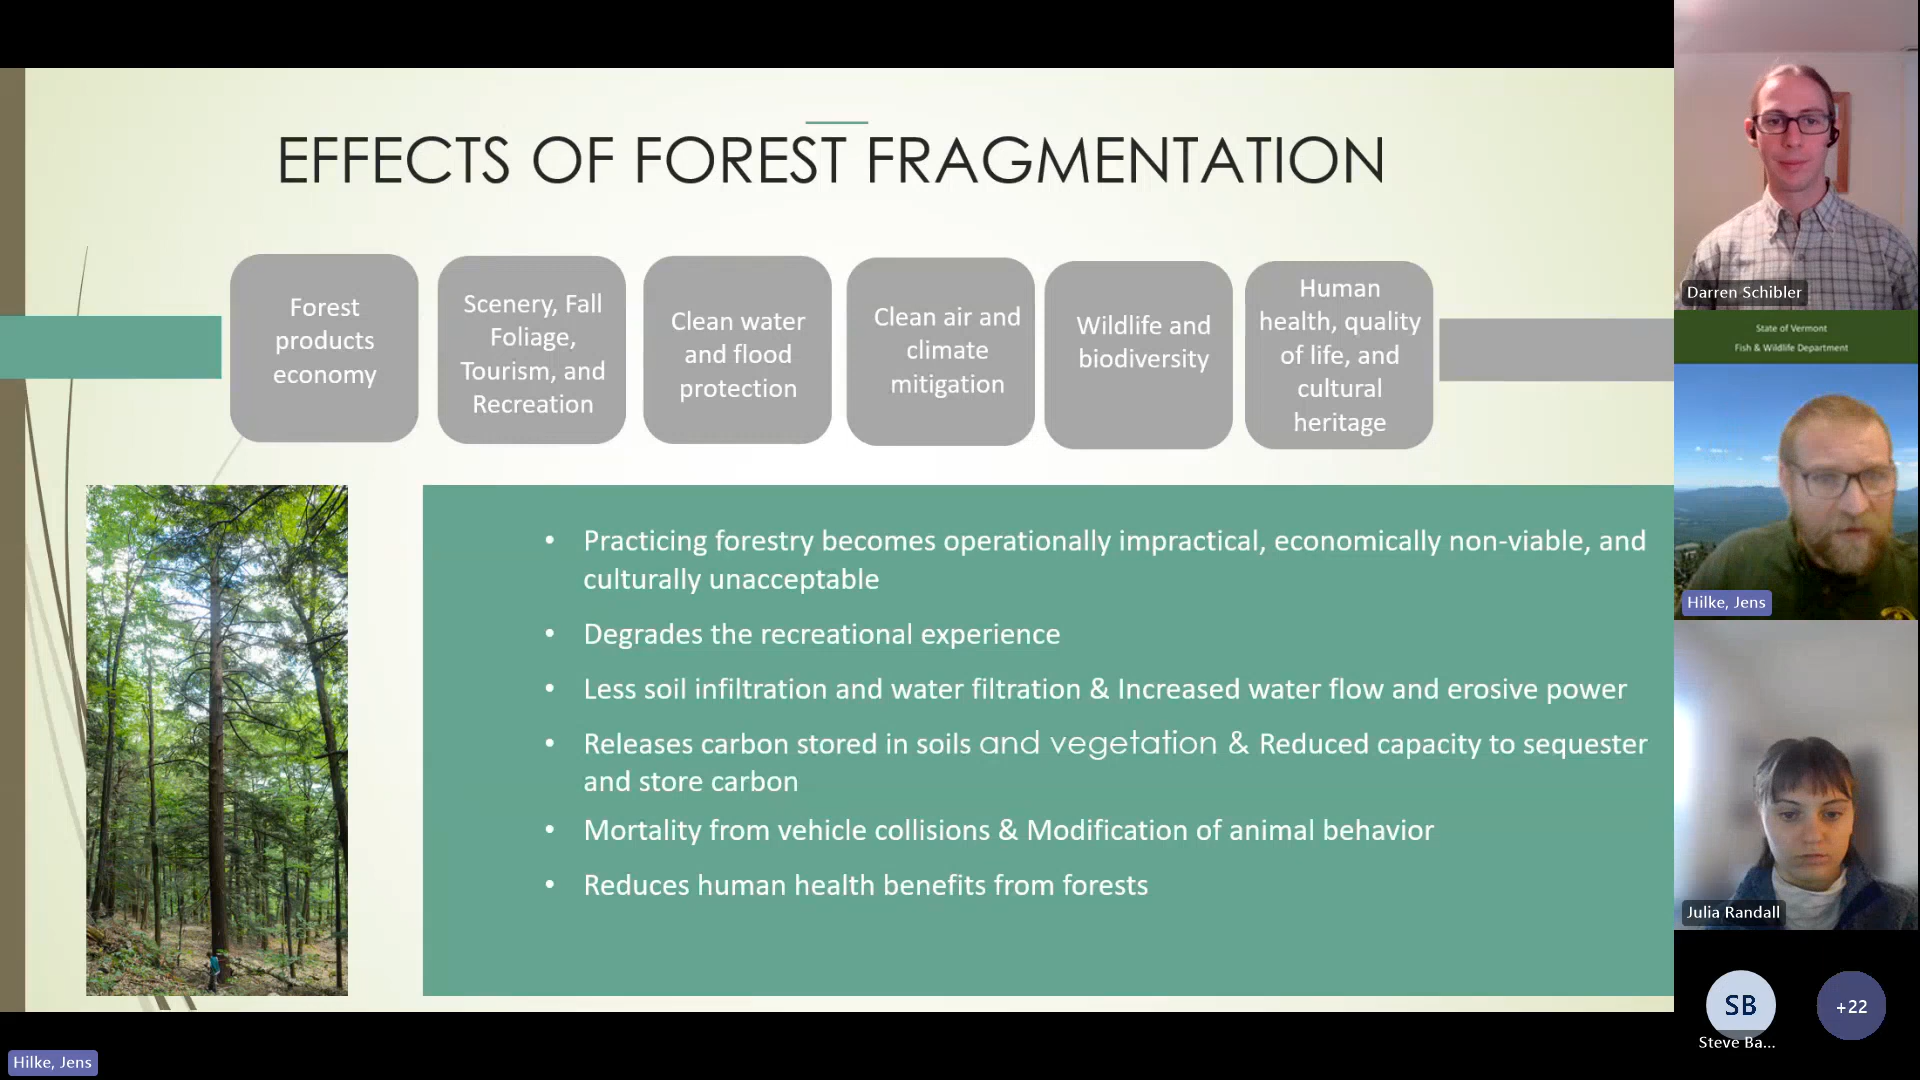 EFFECTS OF FOREST FRAGMENTATION
Forest
products
economy
Scenery, Fall
Foliage,
Tourism, and
Recreation
Clean water
and flood
protection
Clean air and
climate
mitigation
Wildlife and
biodiversity
Human
health, quality
of life, and
cultural
heritage
• Practicing forestry becomes operationally impractical, economically non-viable, and
culturally unacceptable
• Degrades the recreational experience
• Less soil infiltration and water filtration & Increased water flow and erosive power
• Releases carbon stored in soils and vegetation & Reduced capacity to sequester
and store carbon
• Mortality from vehicle collisions & Modification of animal behavior
• Reduces human health benefits from forests
Darren Schibler
State of Vermont
Fish & Wildlife Department
Hilke, Jens
Julia Randall
SB
Steve Ba...
+22
Hilke, Jens